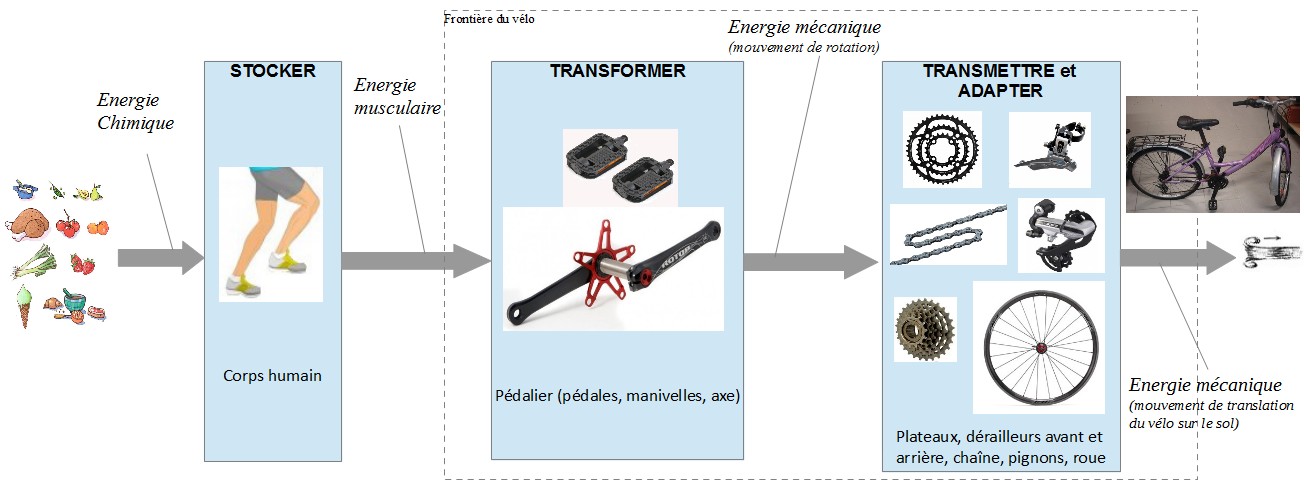 Frontière du vélo
Energie
Chimique
STOCKER
Corps humain
Energie
musculaire
TRANSFORMER
ROTOR
Pédalier (pédales, manivelles, axe)
Energie mécanique
(mouvement de rotation)
TRANSMETTRE et
ADAPTER
Plateaux, dérailleurs avant et
arrière, chaîne, pignons, roue
Energie mécanique
(mouvement de translation
du vélo sur le sol)